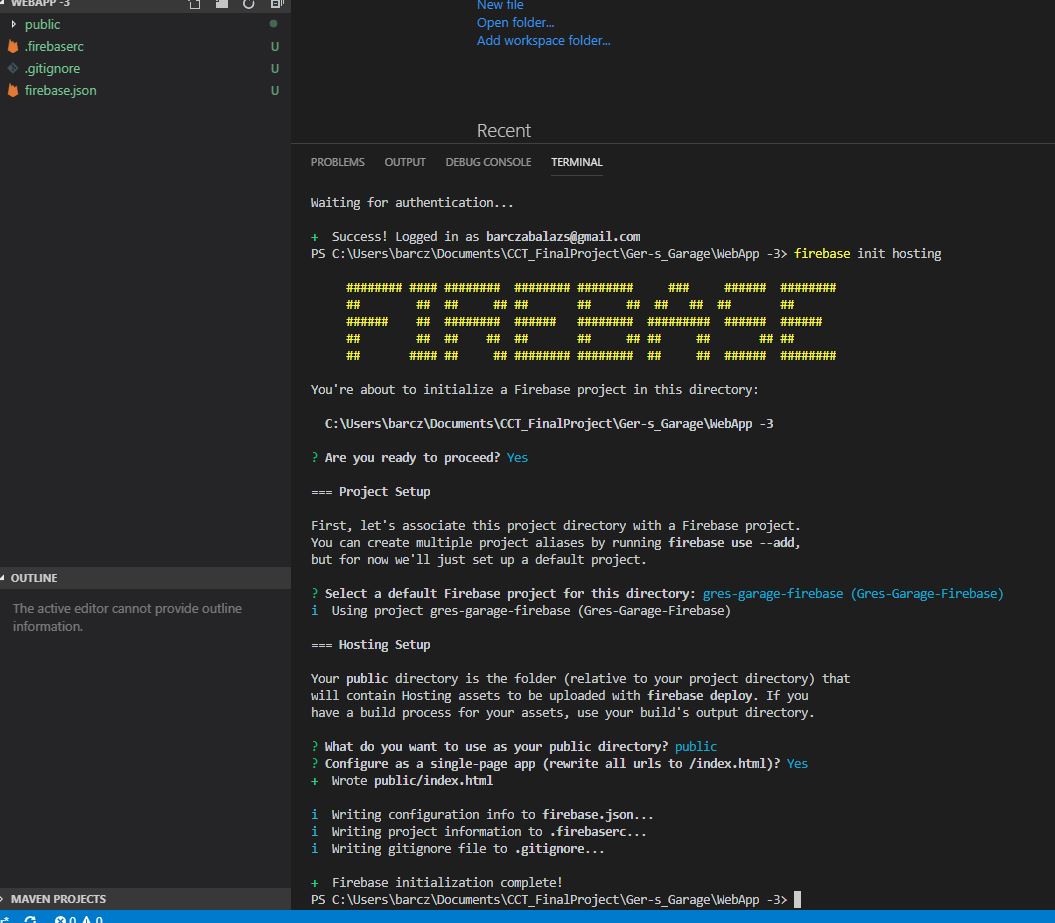 WEBAPP -3
public
.firebaserc U
.gitignore U
firebase.json U
OUTLINE
The active editor cannot provide outline
information.
MAVEN PROJECTS
0 0
New file
Open folder...
Add workspace folder...
Recent
PROBLEMS OUTPUT DEBUG CONSOLE TERMINAL
Waiting for authentication...
+ Success! Logged in as barczabalazs@gmail.com
PS C:\Users\barcz\Documents\CCT_FinalProject\Ger-s_Garage\WebApp -3> firebase init hosting
######## #### ########  ######## ########     ###     ######  ########
##        ##  ##     ## ##       ##     ##  ##   ##  ##       ##
######    ##  ########  ######   ########  #########  ######  ######
##        ##  ##    ##  ##       ##     ## ##     ##       ## ##
##       #### ##     ## ######## ########  ##     ##  ######  ########
You're about to initialize a Firebase project in this directory:
C:\Users\barcz\Documents\CCT_FinalProject\Ger-s_Garage\WebApp -3
? Are you ready to proceed? Yes
=== Project Setup
First, let's associate this project directory with a Firebase project.
You can create multiple project aliases by running firebase use --add,
but for now we'll just set up a default project.
? Select a default Firebase project for this directory: gres-garage-firebase (Gres-Garage-Firebase)
i Using project gres-garage-firebase (Gres-Garage-Firebase)
=== Hosting Setup
Your public directory is the folder (relative to your project directory) that
will contain Hosting assets to be uploaded with firebase deploy. If you
have a build process for your assets, use your build's output directory.
? What do you want to use as your public directory? public
? Configure as a single-page app (rewrite all urls to /index.html)? Yes
+ Wrote public/index.html
i Writing configuration info to firebase.json...
i Writing project information to .firebaserc...
i Writing gitignore file to .gitignore...
+ Firebase initialization complete!
PS C:\Users\barcz\Documents\CCT_FinalProject\Ger-s_Garage\WebApp -3>